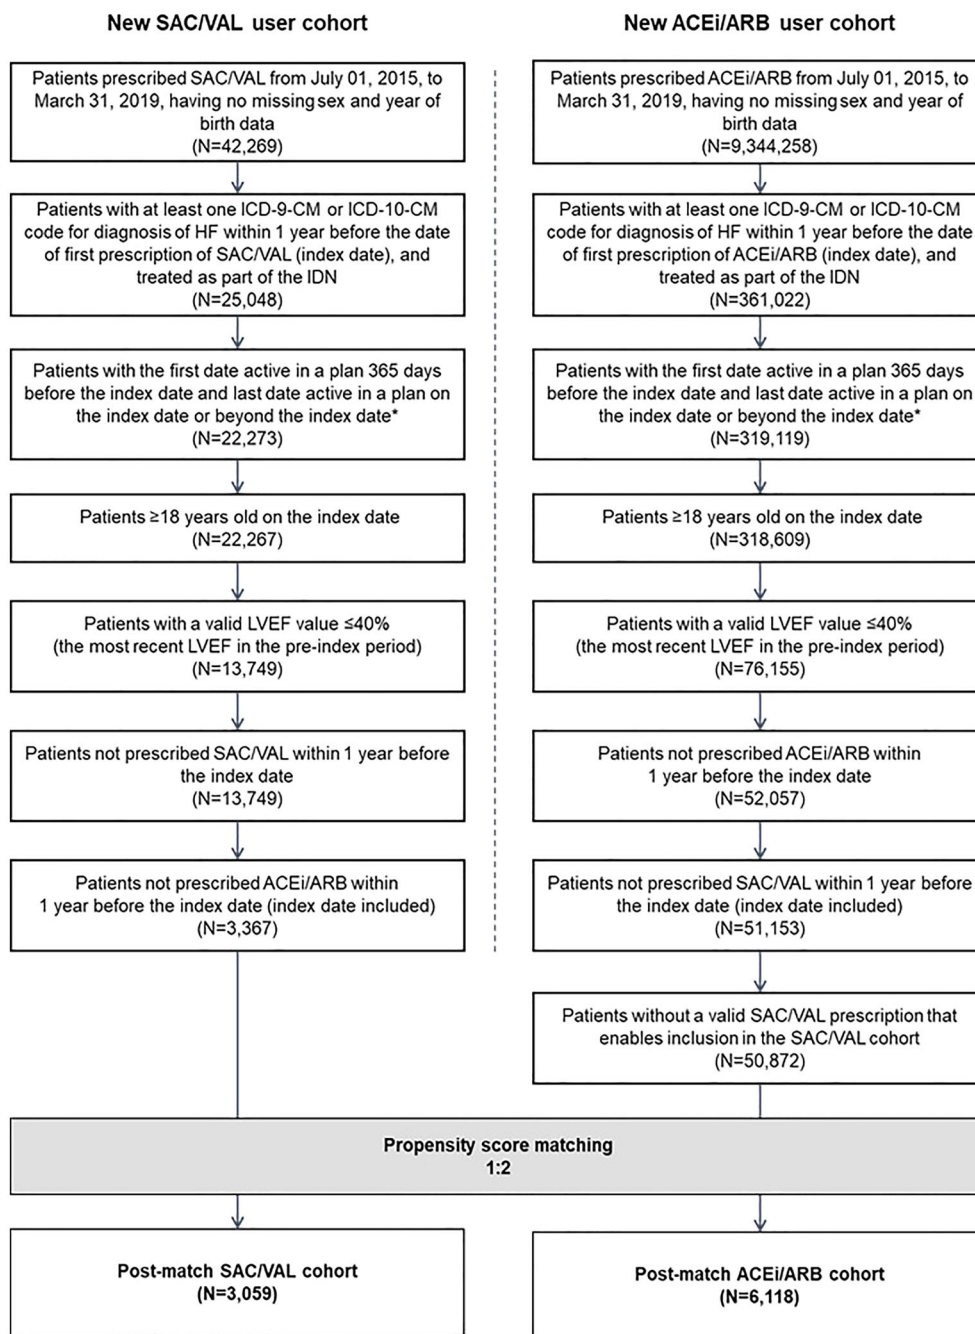 New SAC/VAL user cohort
Patients prescribed SAC/VAL from July 01, 2015, to
March 31, 2019, having no missing sex and year of
birth data
(N=42,269)
Patients with at least one ICD-9-CM or ICD-10-CM
code for diagnosis of HF within 1 year before the date
of first prescription of SAC/VAL (index date), and
treated as part of the IDN
(N=25,048)
Patients with the first date active in a plan 365 days
before the index date and last date active in a plan on
the index date or beyond the index date*
(N=22,273)
Patients ≥18 years old on the index date
(N=22,267)
Patients with a valid LVEF value ≤40%
(the most recent LVEF in the pre-index period)
(N=13,749)
Patients not prescribed SAC/VAL within 1 year before
the index date
(N=13,749)
Patients not prescribed ACEi/ARB within
1 year before the index date (index date included)
(N=3,367)
New ACEi/ARB user cohort
Patients prescribed ACEi/ARB from July 01, 2015, to
March 31, 2019, having no missing sex and year of
birth data
(N=9,344,258)
Patients with at least one ICD-9-CM or ICD-10-CM
code for diagnosis of HF within 1 year before the date
of first prescription of ACEi/ARB (index date), and
treated as part of the IDN
(N=361,022)
Patients with the first date active in a plan 365 days
before the index date and last date active in a plan on
the index date or beyond the index date*
(N=319,119)
Patients ≥18 years old on the index date
(N=318,609)
Patients with a valid LVEF value ≤40%
(the most recent LVEF in the pre-index period)
(N=76,155)
Patients not prescribed ACEi/ARB within
1 year before the index date
(N=52,057)
Patients not prescribed SAC/VAL within 1 year before
the index date (index date included)
(N=51,153)
Patients without a valid SAC/VAL prescription that
enables inclusion in the SAC/VAL cohort
(N=50,872)
Propensity score matching
1:2
Post-match SAC/VAL cohort
(N=3,059)
Post-match ACEi/ARB cohort
(N=6,118)